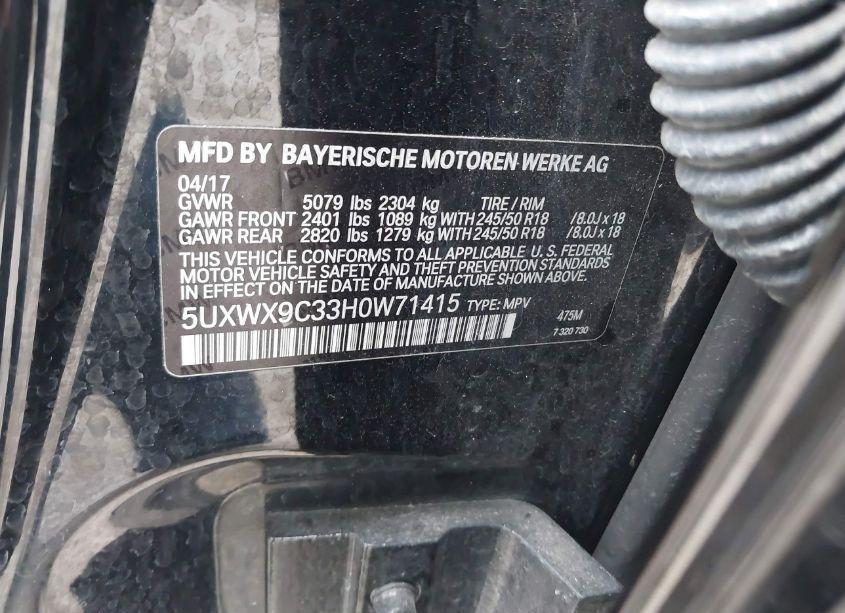 MFD BY BAYERISCHE MOTOREN WERKE AG
04/17
GVWR 5079 lbs 2304 kg TIRE / RIM
GAWR FRONT 2401 lbs 1089 kg WITH 245/50 R18 /8.0J x 18
GAWR REAR 2820 lbs 1279 kg WITH 245/50 R18 /8.0J x 18
THIS VEHICLE CONFORMS TO ALL APPLICABLE U. S. FEDERAL
MOTOR VEHICLE SAFETY AND THEFT PREVENTION STANDARDS
IN EFFECT ON THE DATE OF MANUFACTURE SHOWN ABOVE.
5UXWX9C33H0W71415 TYPE: MPV 475M
7 320 730